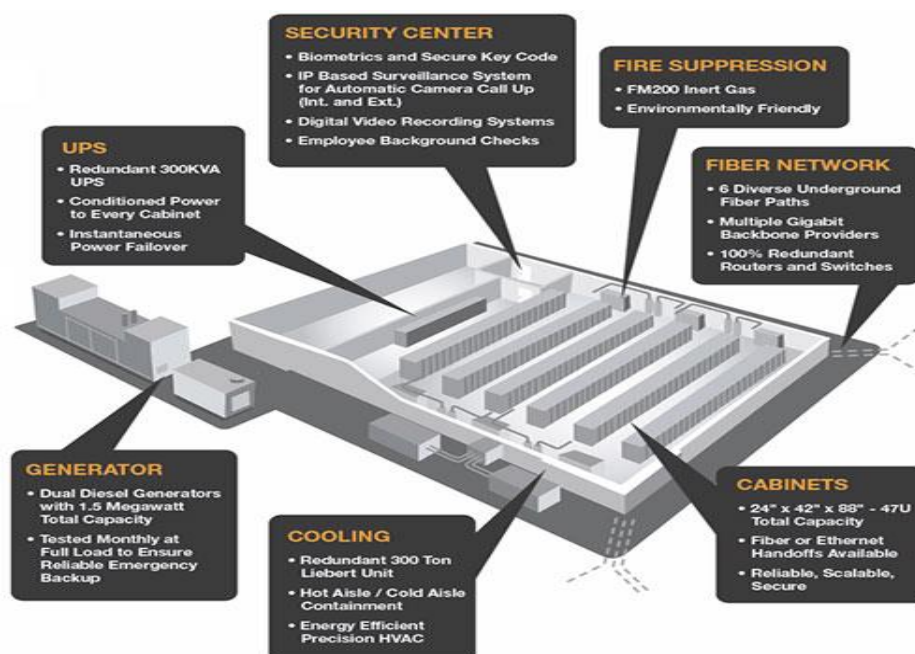 SECURITY CENTER
• Biometrics and Secure Key Code
• IP Based Surveillance System
for Automatic Camera Call Up
(Int. and Ext.)
• Digital Video Recording Systems
• Employee Background Checks
FIRE SUPPRESSION
• FM200 Inert Gas
• Environmentally Friendly
UPS
• Redundant 300KVA
UPS
• Conditioned Power
to Every Cabinet
• Instantaneous
Power Failover
FIBER NETWORK
• 6 Diverse Underground
Fiber Paths
• Multiple Gigabit
Backbone Providers
• 100% Redundant
Routers and Switches
GENERATOR
• Dual Diesel Generators
with 1.5 Megawatt
Total Capacity
• Tested Monthly at
Full Load to Ensure
Reliable Emergency
Backup
COOLING
• Redundant 300 Ton
Liebert Unit
• Hot Aisle / Cold Aisle
Containment
• Energy Efficient
Precision HVAC
CABINETS
• 24" x 42" x 88" - 47U
Total Capacity
• Fiber or Ethernet
Handoffs Available
• Reliable, Scalable,
Secure